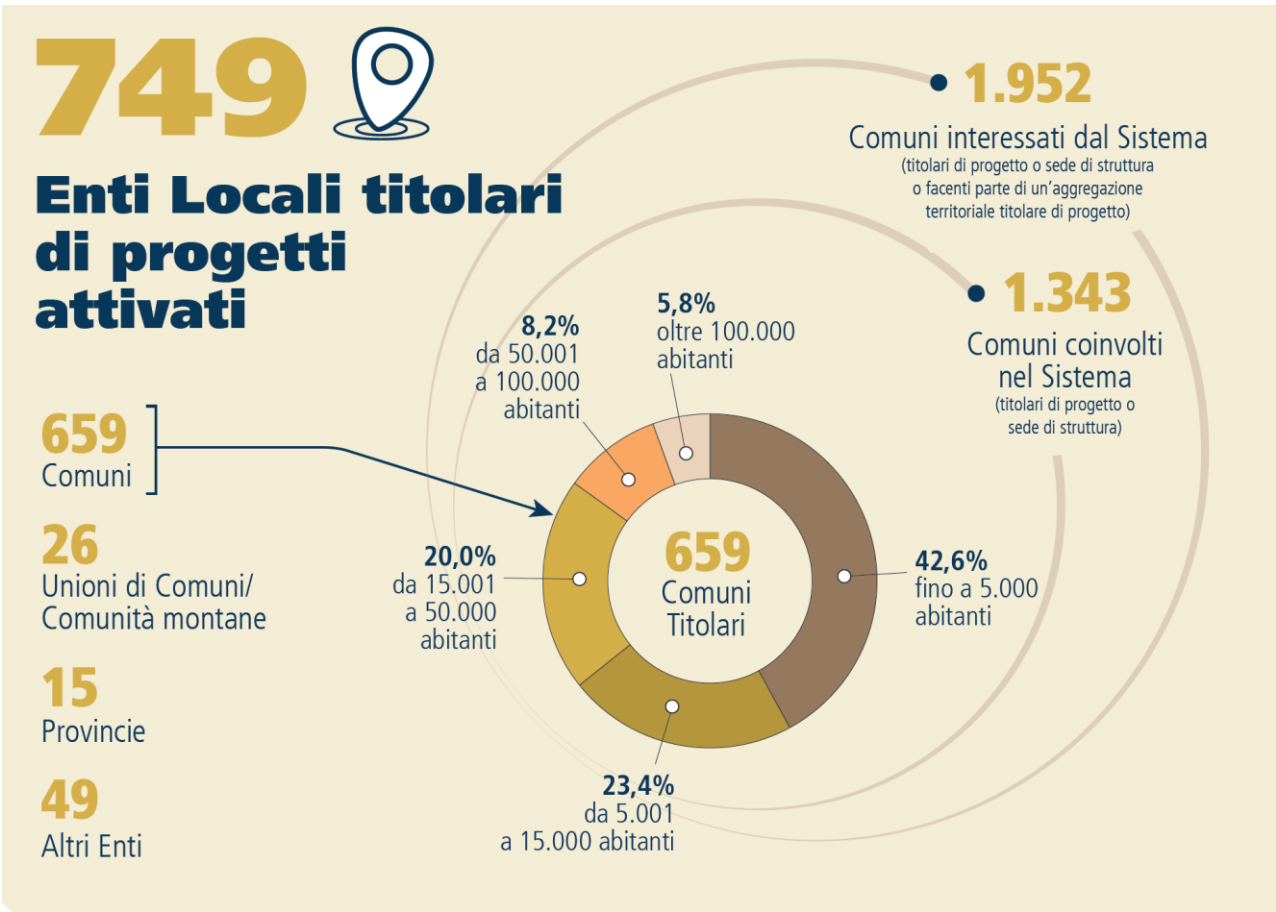 749
Enti Locali titolari
di progetti
attivati
659
Comuni
26
Unioni di Comuni/
Comunità montane
15
Provincie
49
Altri Enti
1.952
Comuni interessati dal Sistema
(titolari di progetto o sede di struttura
o facenti parte di un'aggregazione
territoriale titolare di progetto)
1.343
Comuni coinvolti
nel Sistema
(titolari di progetto o
sede di struttura)
5,8%
oltre 100.000
abitanti
8,2%
da 50.001
a 100.000
abitanti
20,0%
da 15.001
a 50.000
abitanti
659
Comuni
Titolari
42,6%
fino a 5.000
abitanti
23,4%
da 5.001
a 15.000 abitanti